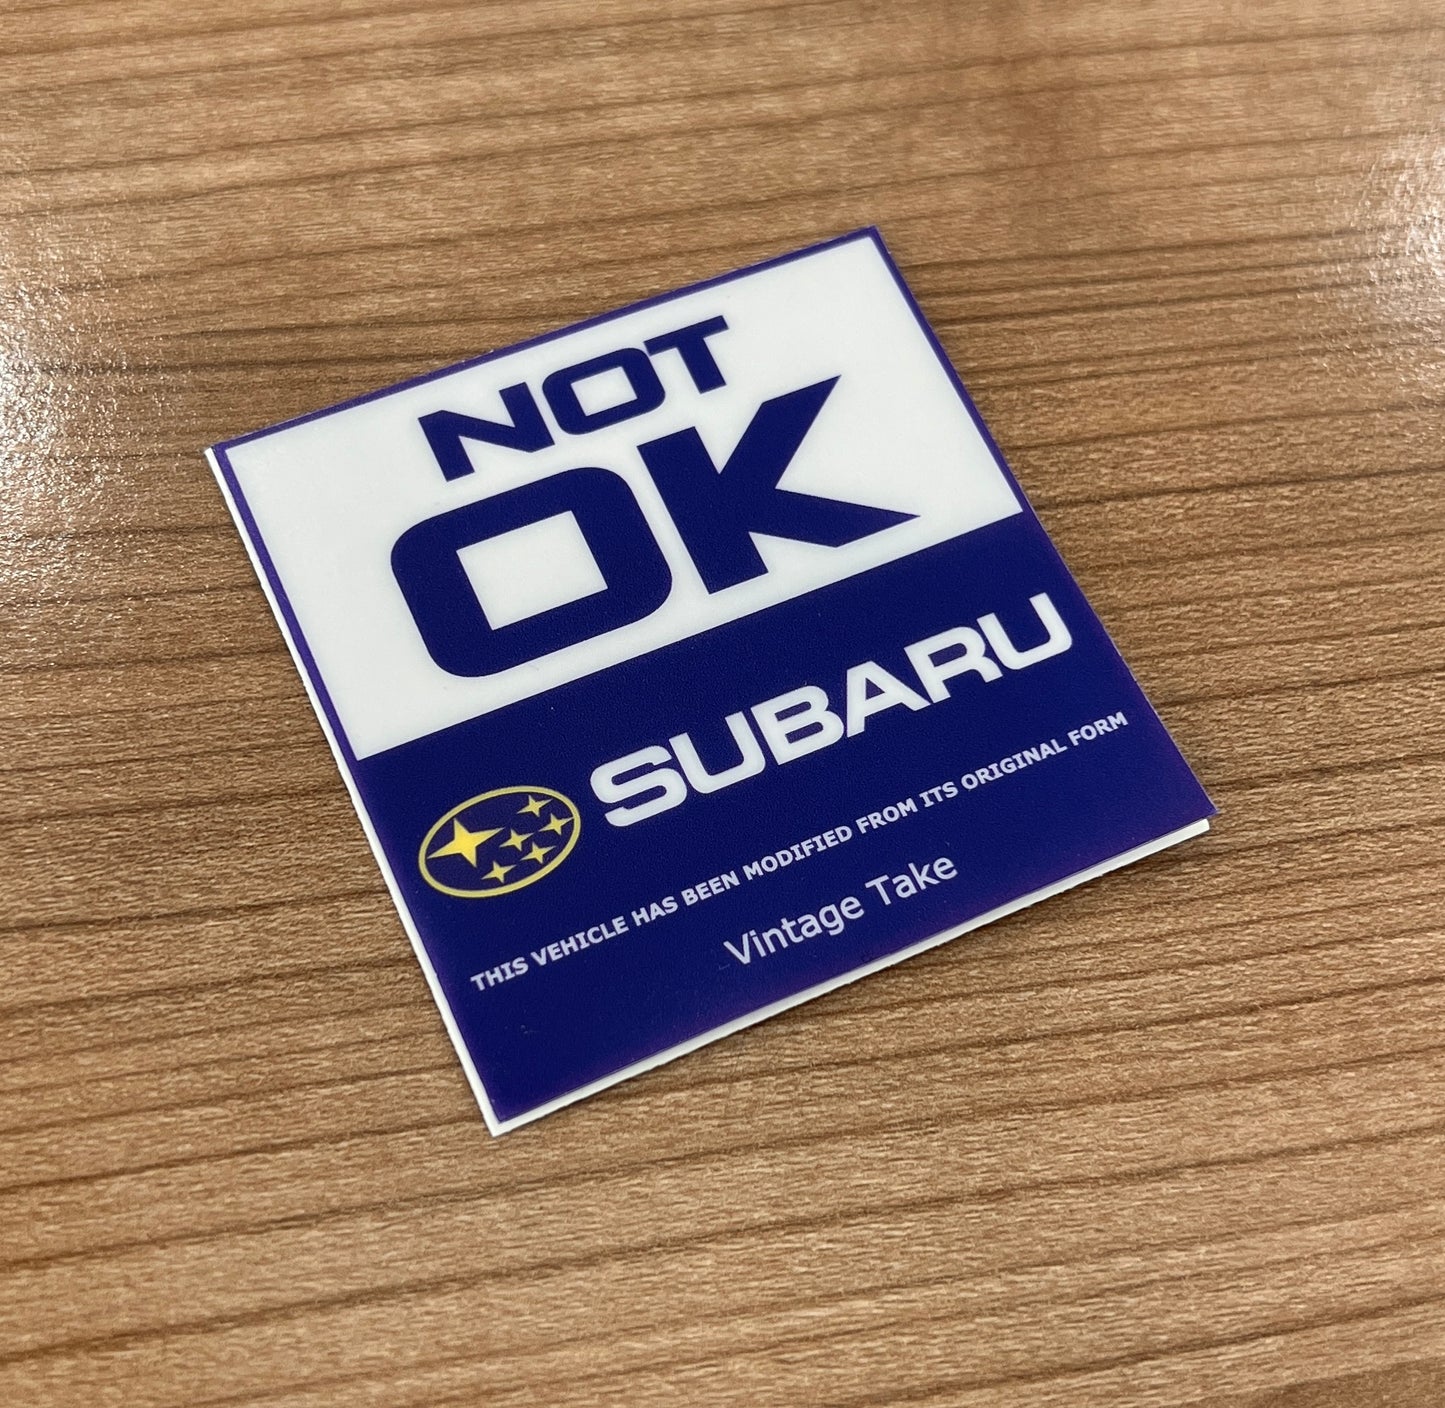 NOT
OK
SUBARU
THIS VEHICLE HAS BEEN MODIFIED FROM ITS ORIGINAL FORM
Vintage Take